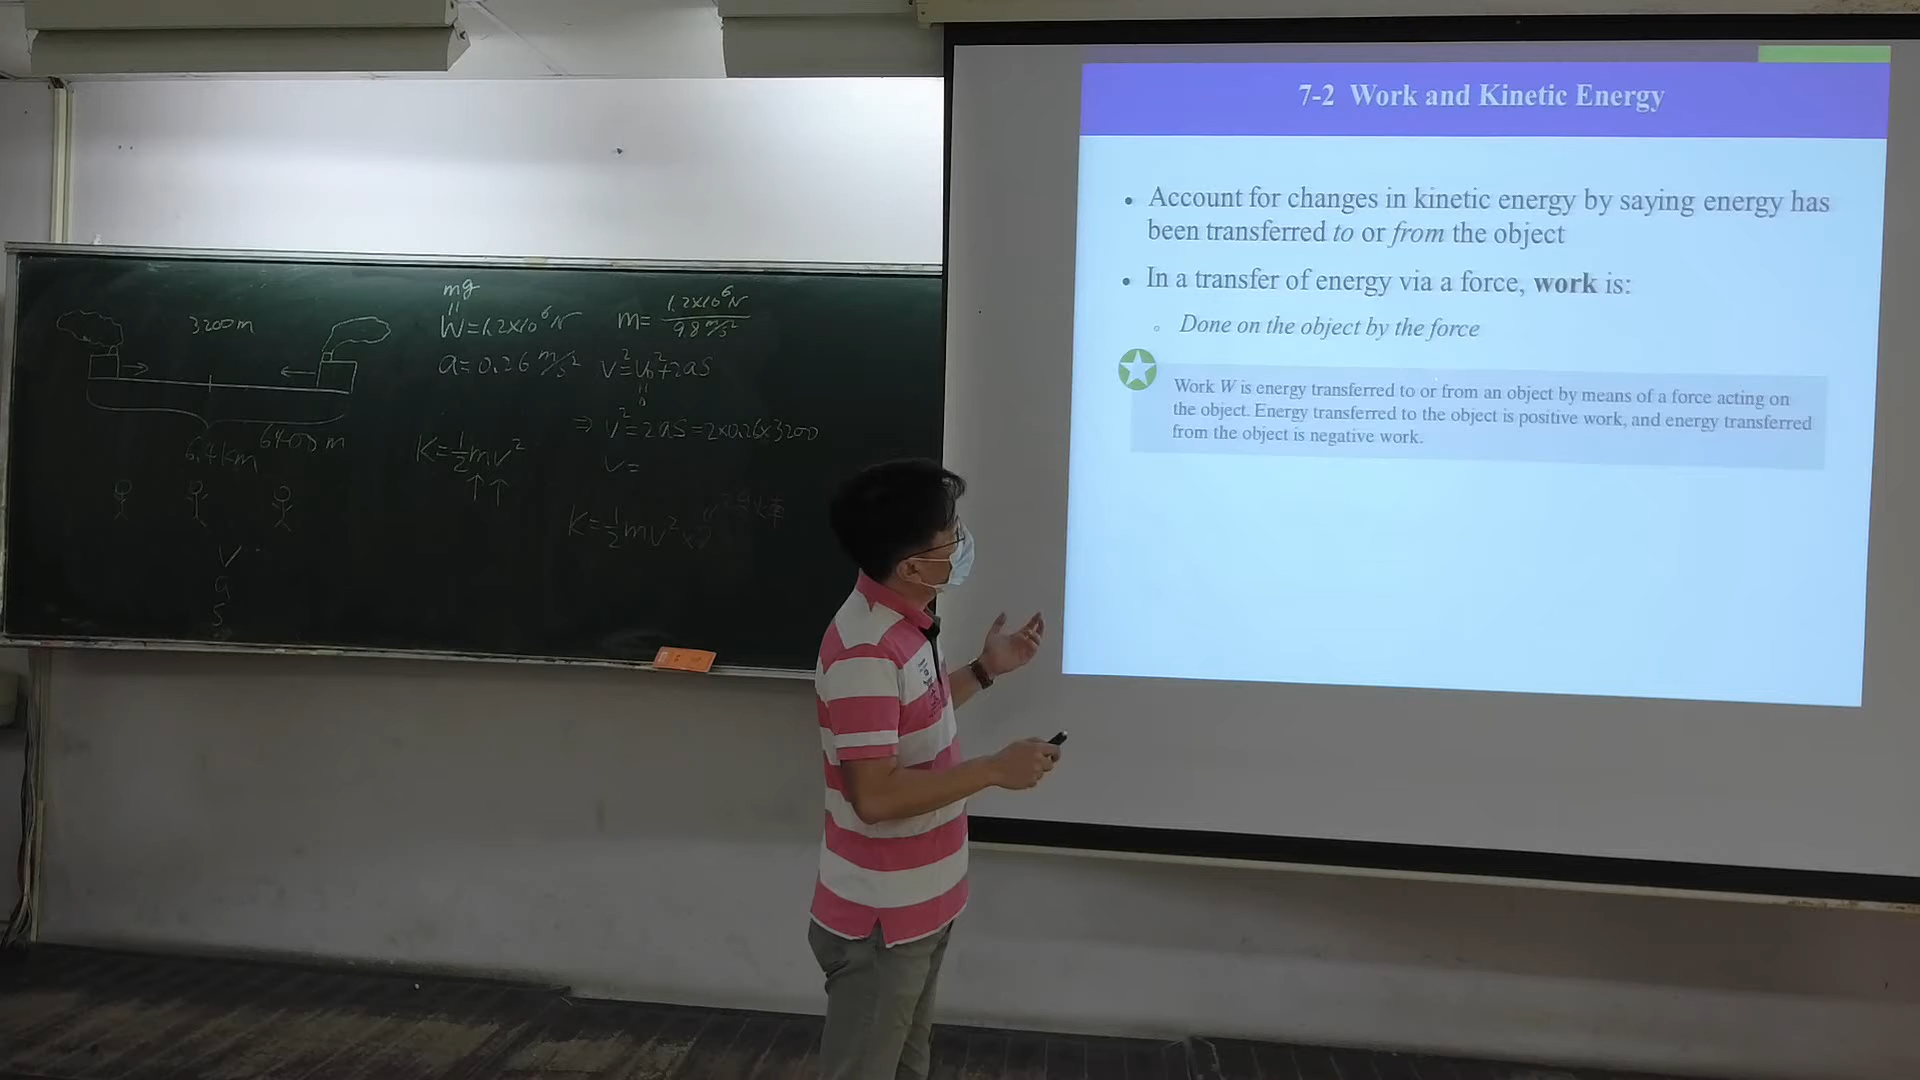 3200m
6400m
6.4km
V
a
S
mg
"
W=1.2×10⁶N
a=0.26 m/s²
K=½mv²
↑↑
m= 1.2×10⁶N
9.8 m/s²
v²=v₀²+2aS
"
0
⇒ v²=2aS=2×0.26×3200
v=
K=½mv²×2
7-2 Work and Kinetic Energy
• Account for changes in kinetic energy by saying energy has
been transferred to or from the object
• In a transfer of energy via a force, work is:
◦ Done on the object by the force
Work W is energy transferred to or from an object by means of a force acting on
the object. Energy transferred to the object is positive work, and energy transferred
from the object is negative work.